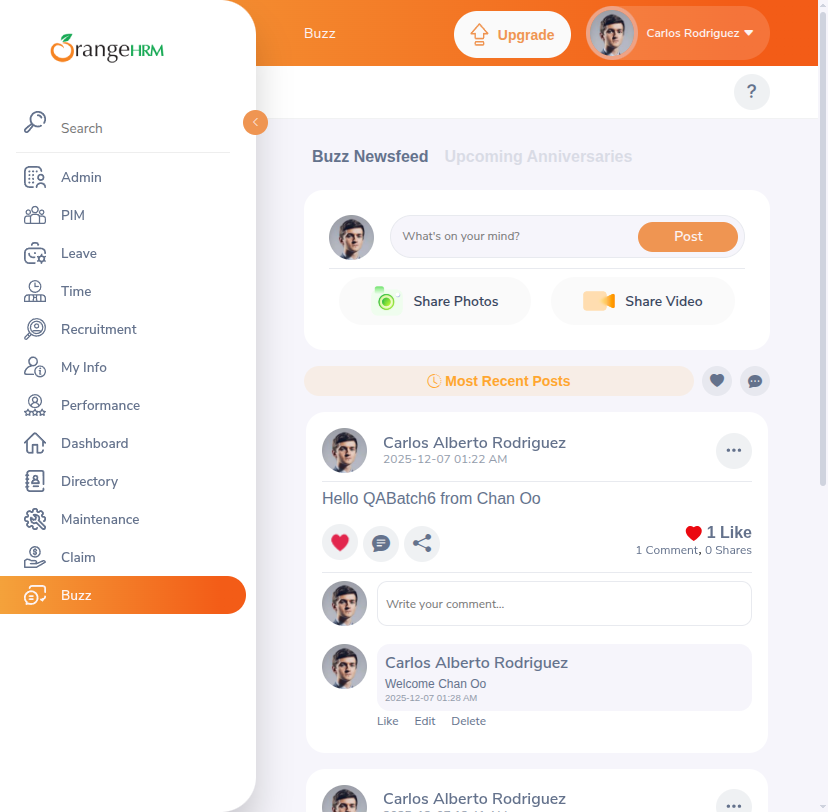 OrangeHRM
Search
Admin
PIM
Leave
Time
Recruitment
My Info
Performance
Dashboard
Directory
Maintenance
Claim
Buzz
Buzz
Upgrade
Carlos Rodriguez
?
Buzz Newsfeed
Upcoming Anniversaries
What's on your mind?
Post
Share Photos
Share Video
Most Recent Posts
Carlos Alberto Rodriguez
2025-12-07 01:22 AM
Hello QABatch6 from Chan Oo
1 Like
1 Comment, 0 Shares
Write your comment...
Carlos Alberto Rodriguez
Welcome Chan Oo
2025-12-07 01:28 AM
Like Edit Delete
Carlos Alberto Rodriguez